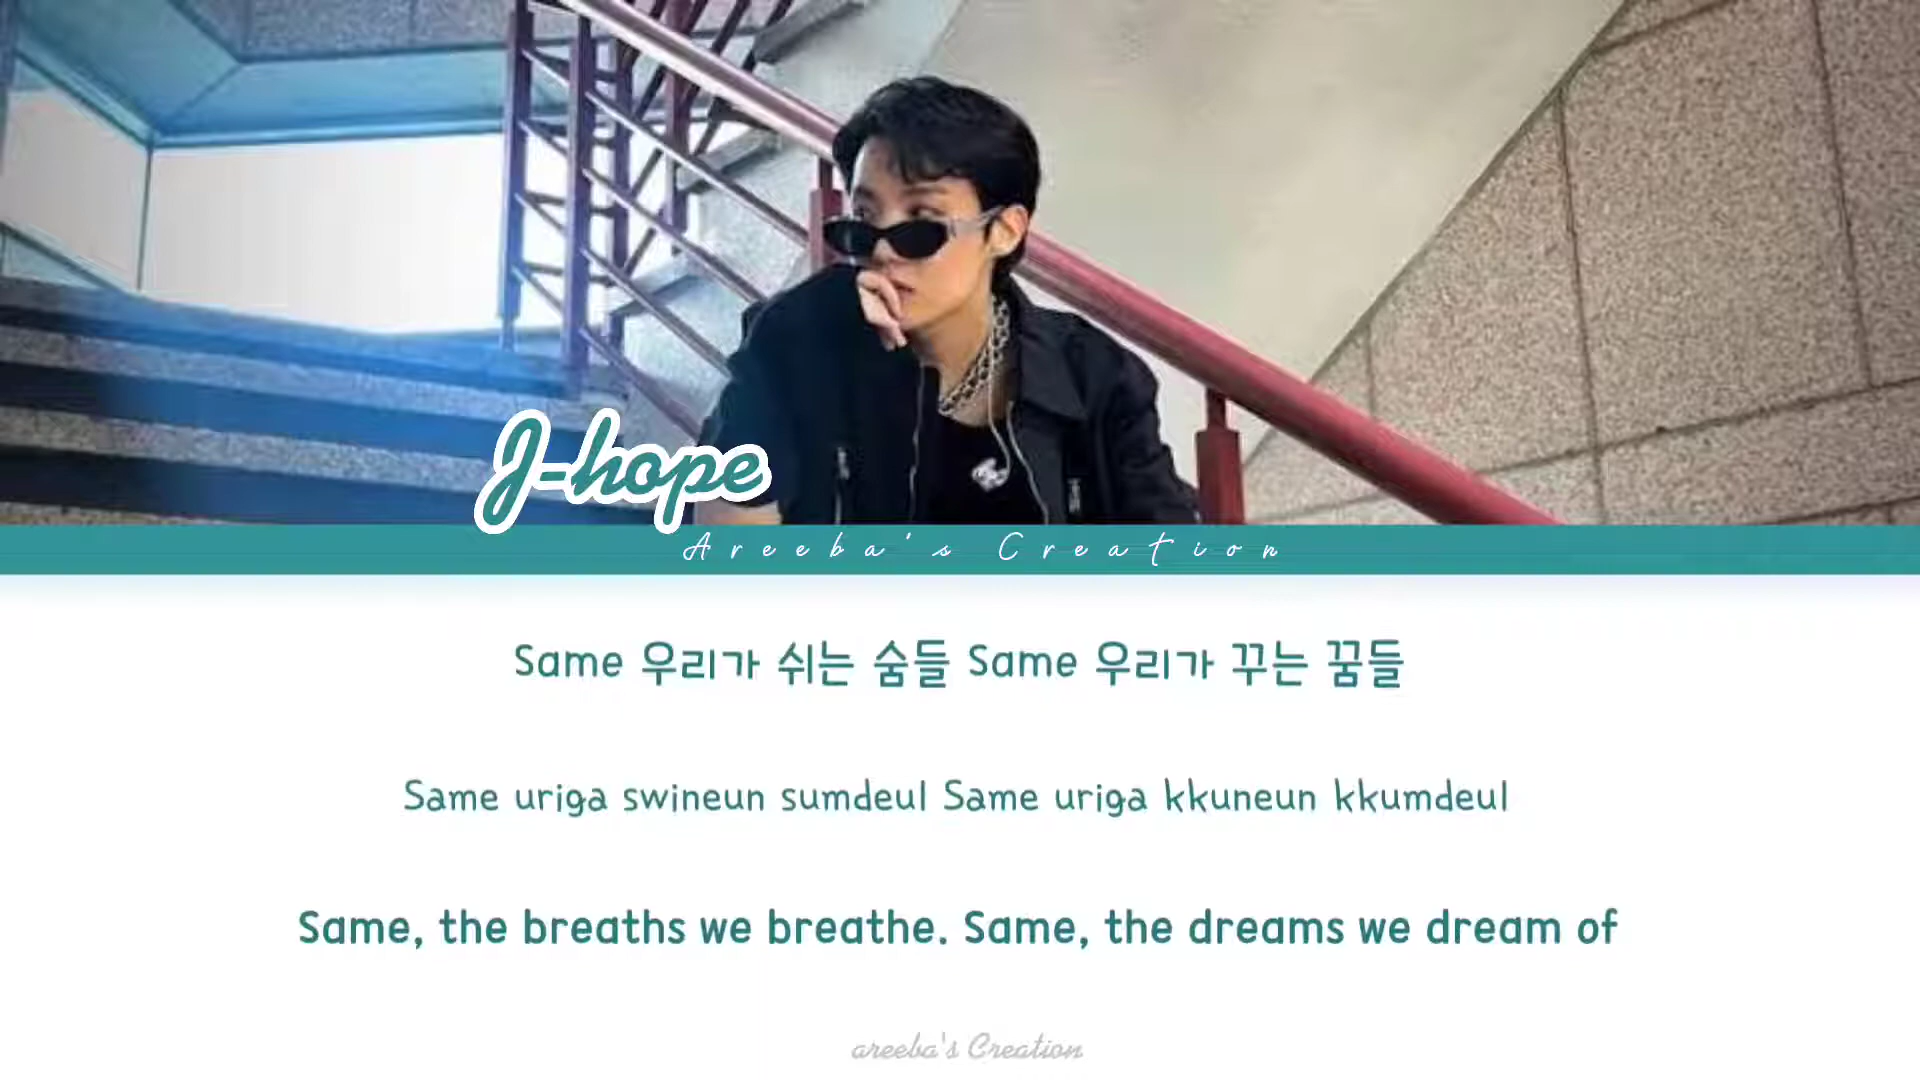 J-hope
Areeba's Creation
Same 우리가 쉬는 숨들 Same 우리가 꾸는 꿈들
Same uriga swineun sumdeul Same uriga kkuneun kkumdeul
Same, the breaths we breathe. Same, the dreams we dream of
areeba's Creation